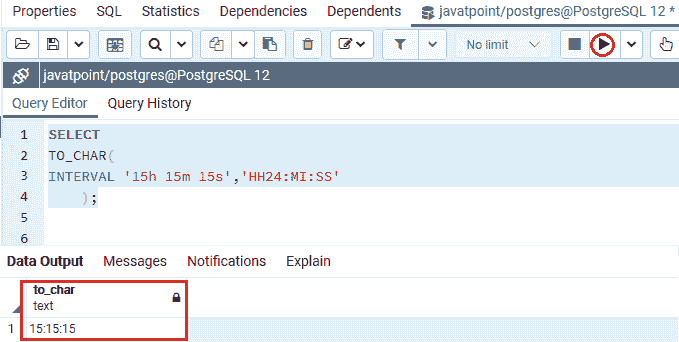 Properties SQL Statistics Dependencies Dependents javatpoint/postgres@PostgreSQL 12 *
No limit
javatpoint/postgres@PostgreSQL 12
Query Editor Query History
1 SELECT
2 TO_CHAR(
3 INTERVAL '15h 15m 15s','HH24:MI:SS'
4 );
5
6
Data Output Messages Notifications Explain
to_char
text
1 15:15:15